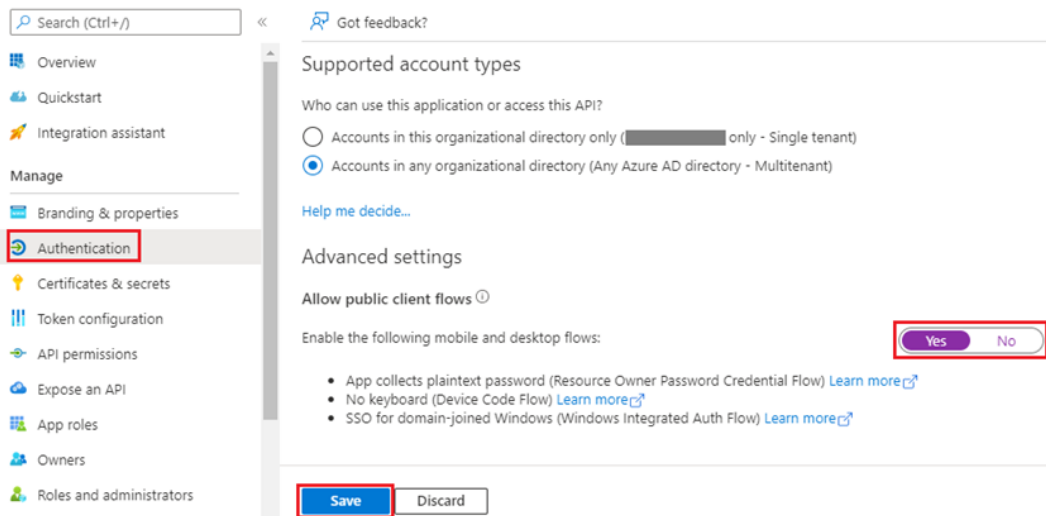 Search (Ctrl+/)
Overview
Quickstart
Integration assistant
Manage
Branding & properties
Authentication
Certificates & secrets
Token configuration
API permissions
Expose an API
App roles
Owners
Roles and administrators
Got feedback?
Supported account types
Who can use this application or access this API?
Accounts in this organizational directory only ( only - Single tenant)
Accounts in any organizational directory (Any Azure AD directory - Multitenant)
Help me decide...
Advanced settings
Allow public client flows
Enable the following mobile and desktop flows:
Yes No
• App collects plaintext password (Resource Owner Password Credential Flow) Learn more
• No keyboard (Device Code Flow) Learn more
• SSO for domain-joined Windows (Windows Integrated Auth Flow) Learn more
Save Discard